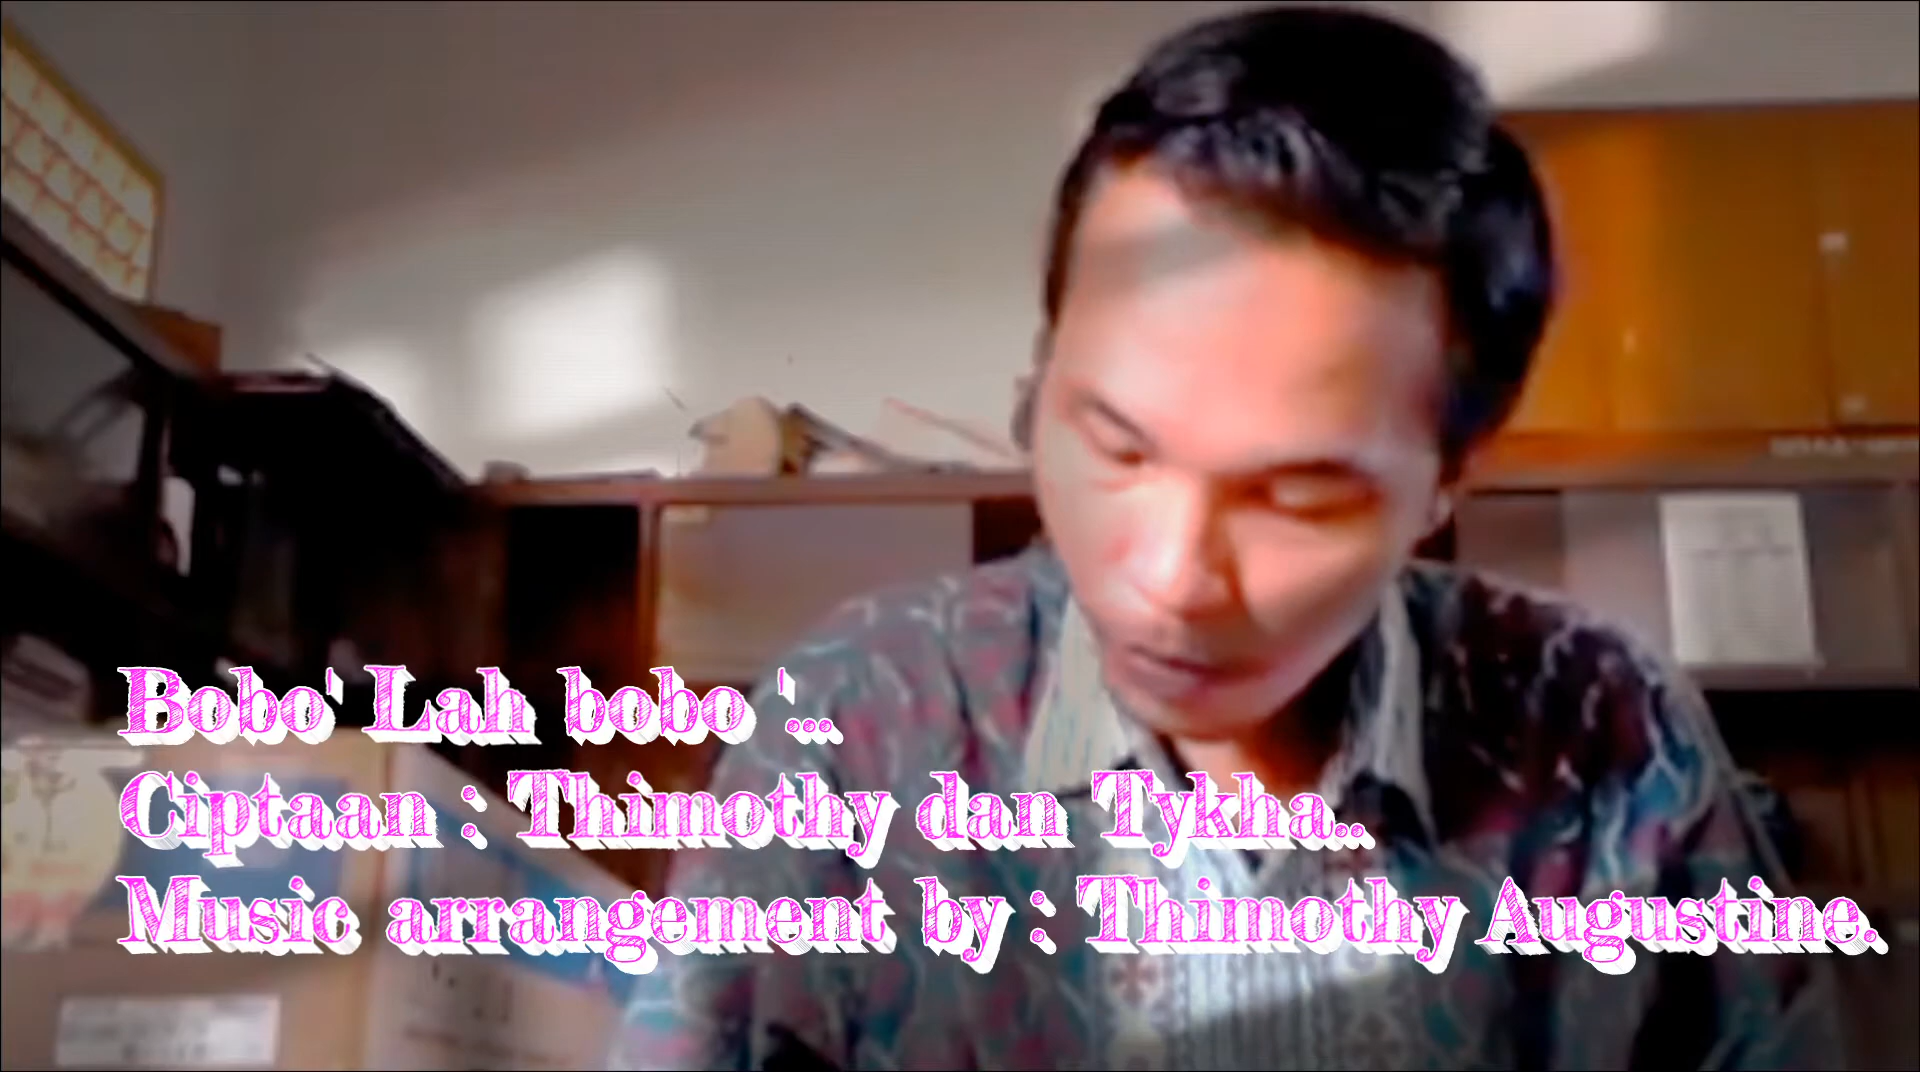 Bobo' Lah bobo '...
Ciptaan : Thimothy dan Tykha..
Music arrangement by : Thimothy Augustine.